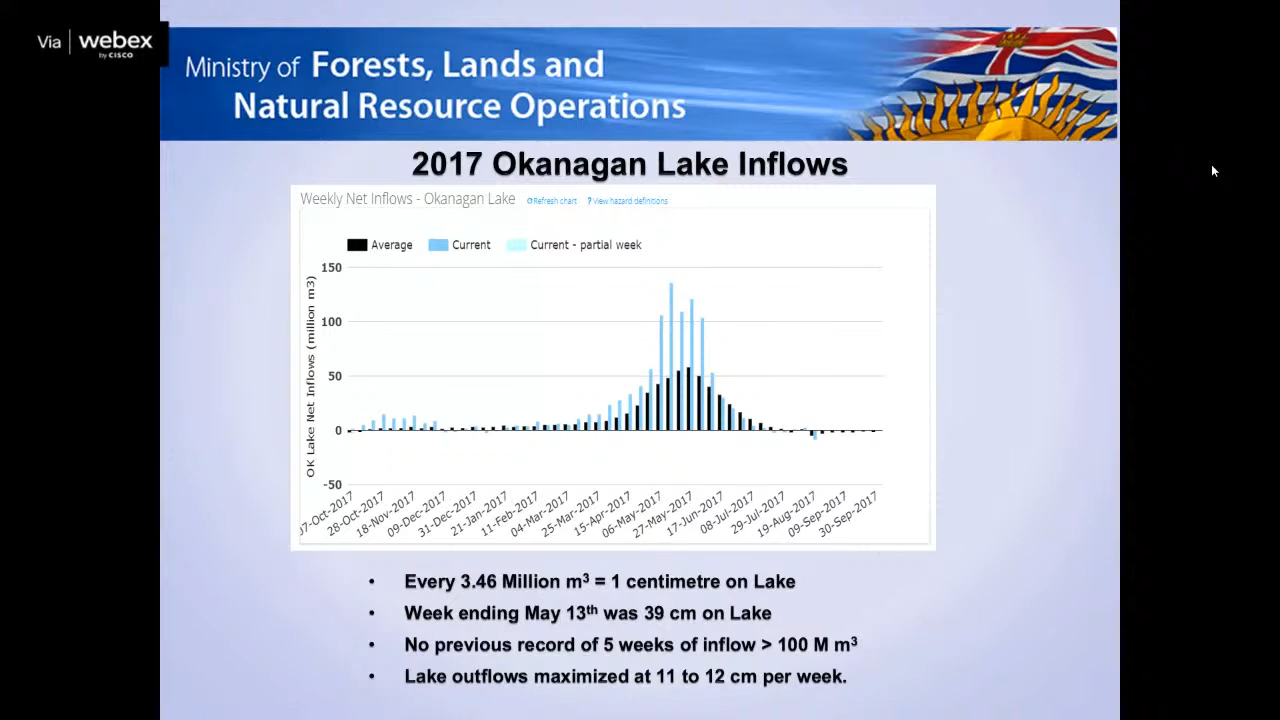 Via webex
by CISCO
Ministry of Forests, Lands and
Natural Resource Operations
2017 Okanagan Lake Inflows
Weekly Net Inflows - Okanagan Lake Refresh chart ? View hazard definitions
Average Current Current - partial week
OK Lake Net Inflows (million m3)
150
100
50
0
-50
07-Oct-2017 28-Oct-2017 18-Nov-2017 09-Dec-2017 31-Dec-2017 21-Jan-2017 11-Feb-2017 04-Mar-2017 25-Mar-2017 15-Apr-2017 06-May-2017 27-May-2017 17-Jun-2017 08-Jul-2017 29-Jul-2017 19-Aug-2017 09-Sep-2017 30-Sep-2017
• Every 3.46 Million m³ = 1 centimetre on Lake
• Week ending May 13th was 39 cm on Lake
• No previous record of 5 weeks of inflow > 100 M m³
• Lake outflows maximized at 11 to 12 cm per week.